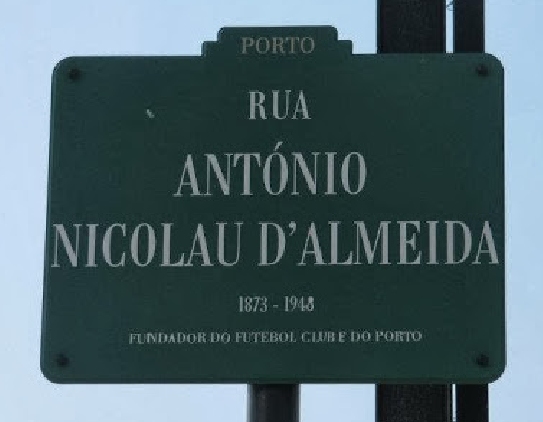 PORTO
RUA
ANTÓNIO
NICOLAU D'ALMEIDA
1873 - 1948
FUNDADOR DO FUTEBOL CLUBE DO PORTO